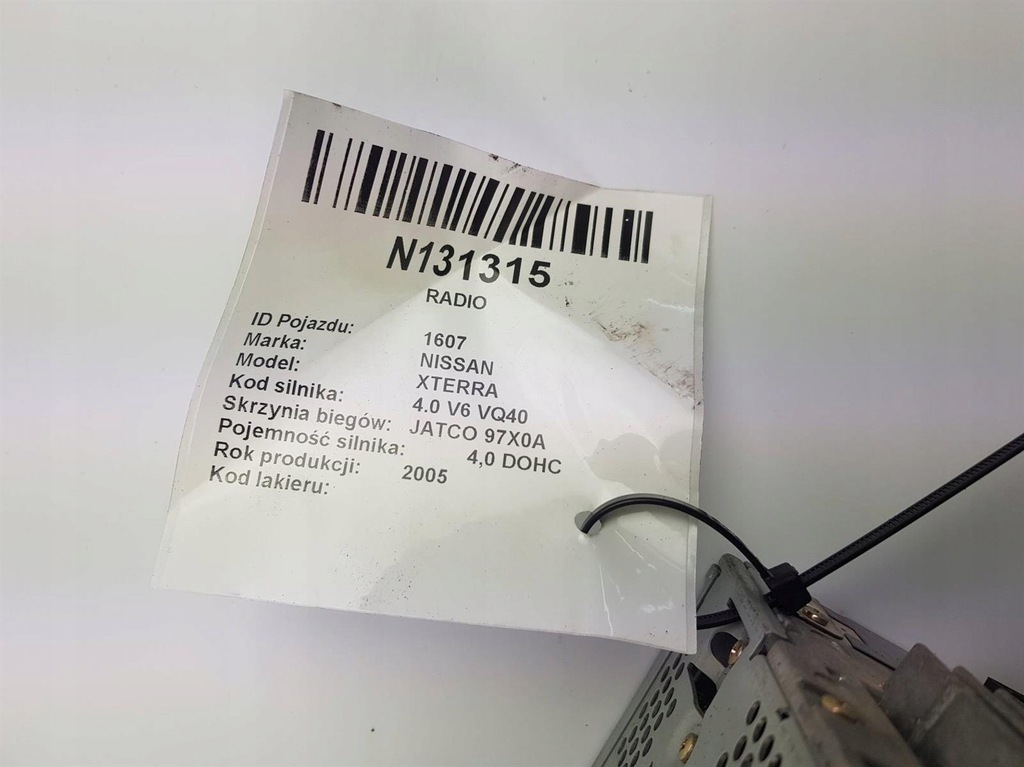 N131315
RADIO
ID Pojazdu: 1607
Marka: NISSAN
Model: XTERRA
Kod silnika: 4.0 V6 VQ40
Skrzynia biegów: JATCO 97X0A
Pojemność silnika: 4,0 DOHC
Rok produkcji: 2005
Kod lakieru: